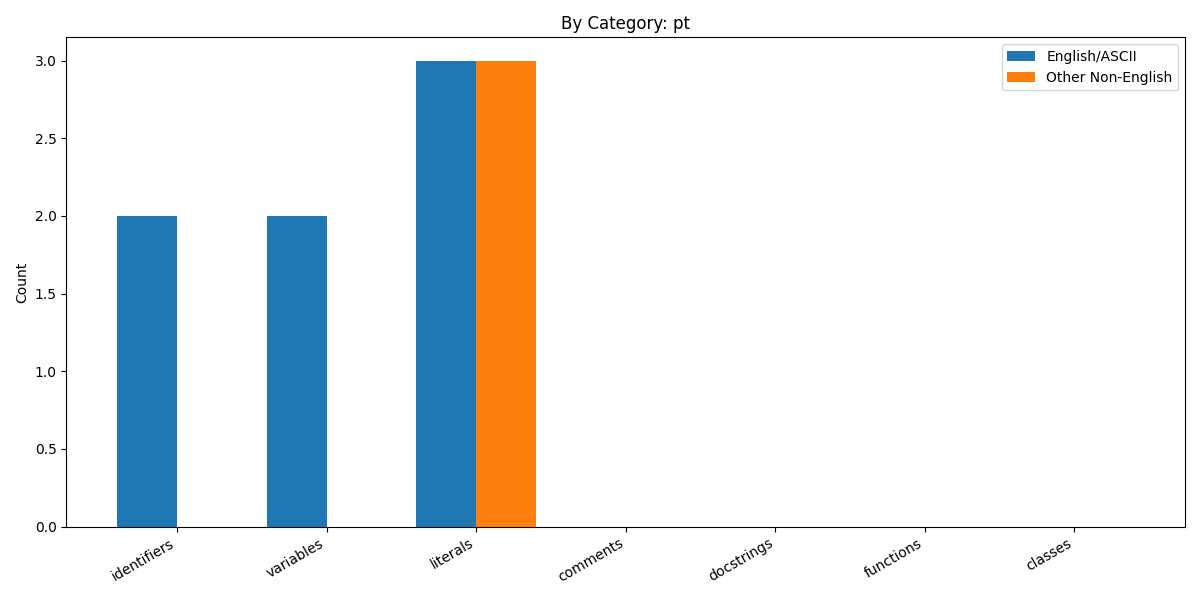 By Category: pt
English/ASCII
Other Non-English
Count
3.0
2.5
2.0
1.5
1.0
0.5
0.0
identifiers
variables
literals
comments
docstrings
functions
classes